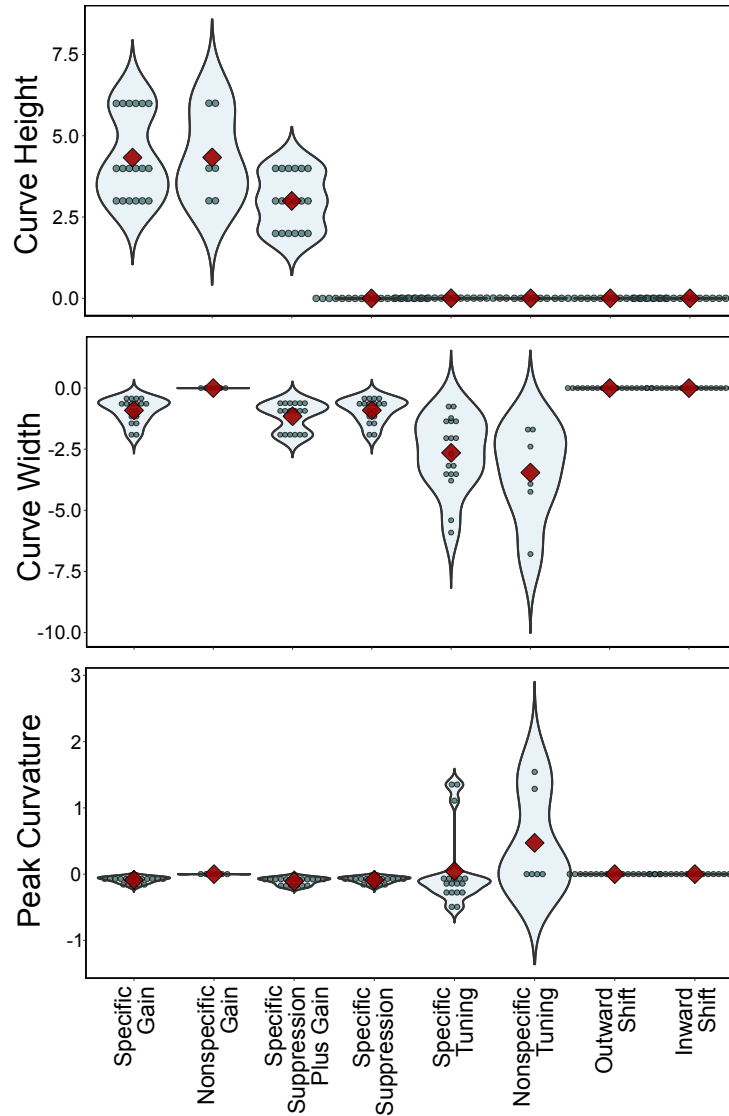 Curve Height
7.5
5.0
2.5
0.0
Curve Width
0.0
-2.5
-5.0
-7.5
-10.0
Peak Curvature
3
2
1
0
-1
Specific
Gain
Nonspecific
Gain
Specific
Suppression
Plus Gain
Specific
Suppression
Specific
Tuning
Nonspecific
Tuning
Outward
Shift
Inward
Shift